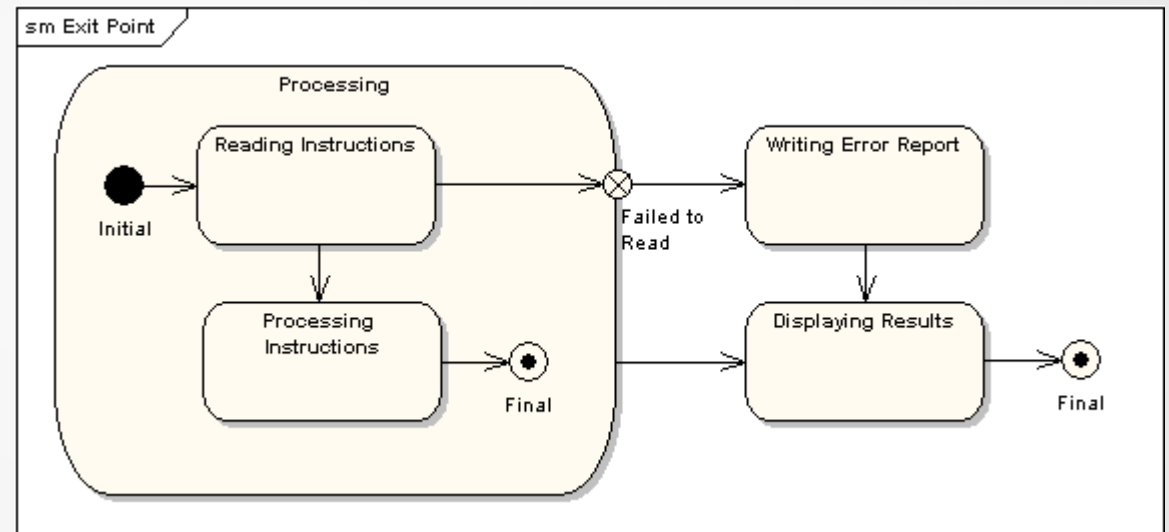 sm Exit Point
Processing
Reading Instructions
Writing Error Report
Initial
Failed to
Read
Processing
Instructions
Displaying Results
Final
Final